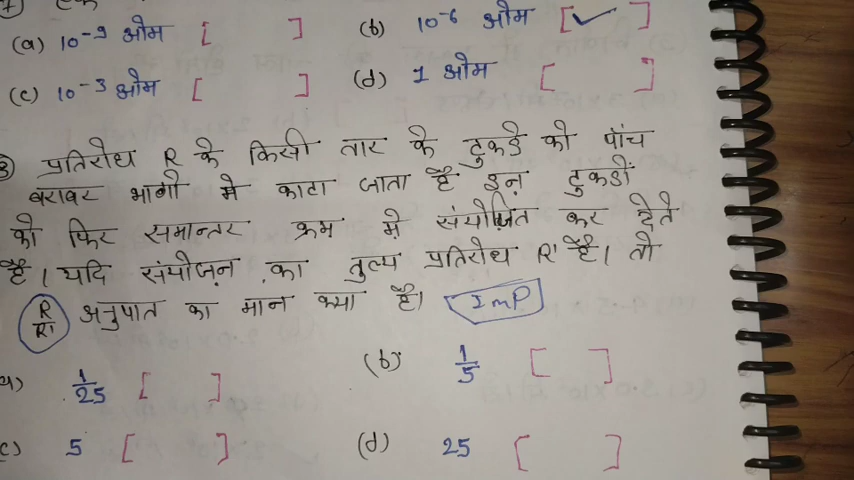 (a) 10⁻⁹ ओम [ ] (b) 10⁻⁶ ओम [✓]
(c) 10⁻³ ओम [ ] (d) 1 ओम [ ]
प्रतिरोध R के किसी तार के टुकडे को पांच
बराबर भागो मे काटा जाता है इन टुकडों
को फिर समान्तर क्रम मे संयोजित कर देते
है। यदि संयोजन का तुल्य प्रतिरोध R' है। तो
R/R' अनुपात का मान क्या है। Imp
a) 1/25 [ ] (b) 1/5 [ ]
c) 5 [ ] (d) 25 [ ]